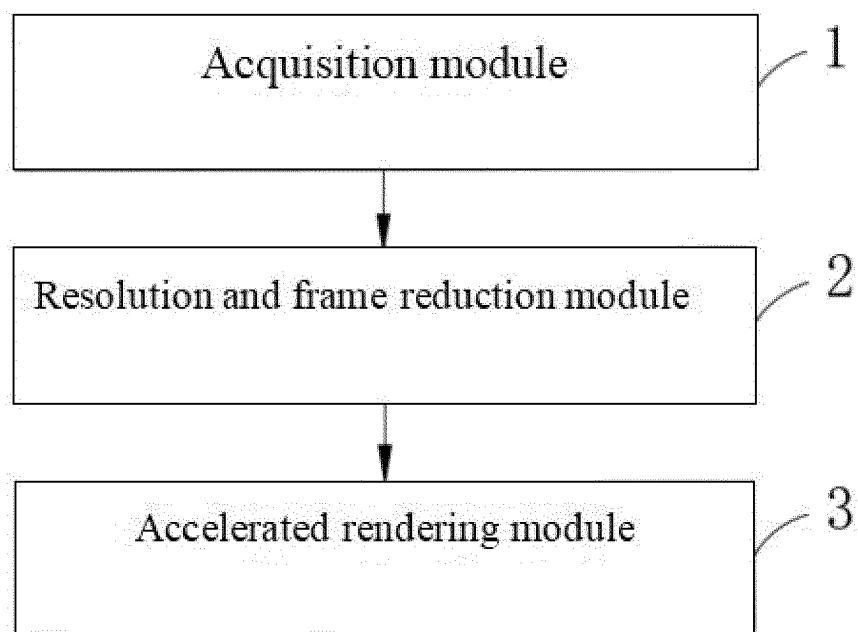 Acquisition module
1
Resolution and frame reduction module
2
Accelerated rendering module
3